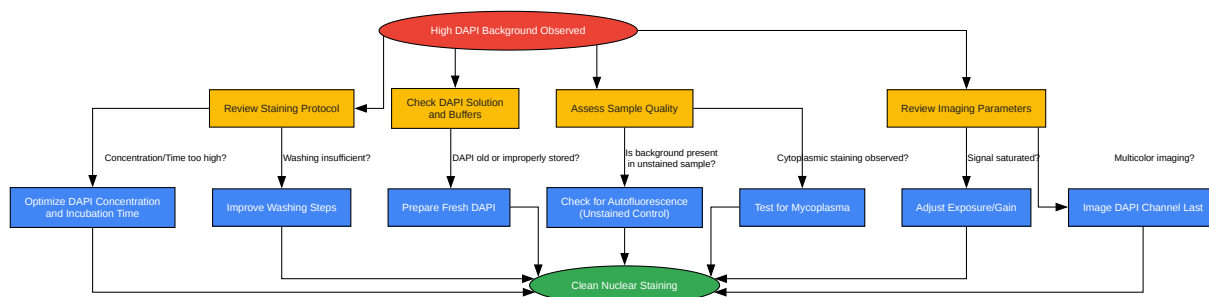 High DAPI Background Observed
Review Staining Protocol
Check DAPI Solution
and Buffers
Assess Sample Quality
Review Imaging Parameters
Concentration/Time too high?
Washing insufficient?
DAPI old or improperly stored?
Is background present
in unstained sample?
Cytoplasmic staining observed?
Signal saturated?
Multicolor imaging?
Optimize DAPI Concentration
and Incubation Time
Improve Washing Steps
Prepare Fresh DAPI
Check for Autofluorescence
(Unstained Control)
Test for Mycoplasma
Adjust Exposure/Gain
Image DAPI Channel Last
Clean Nuclear Staining